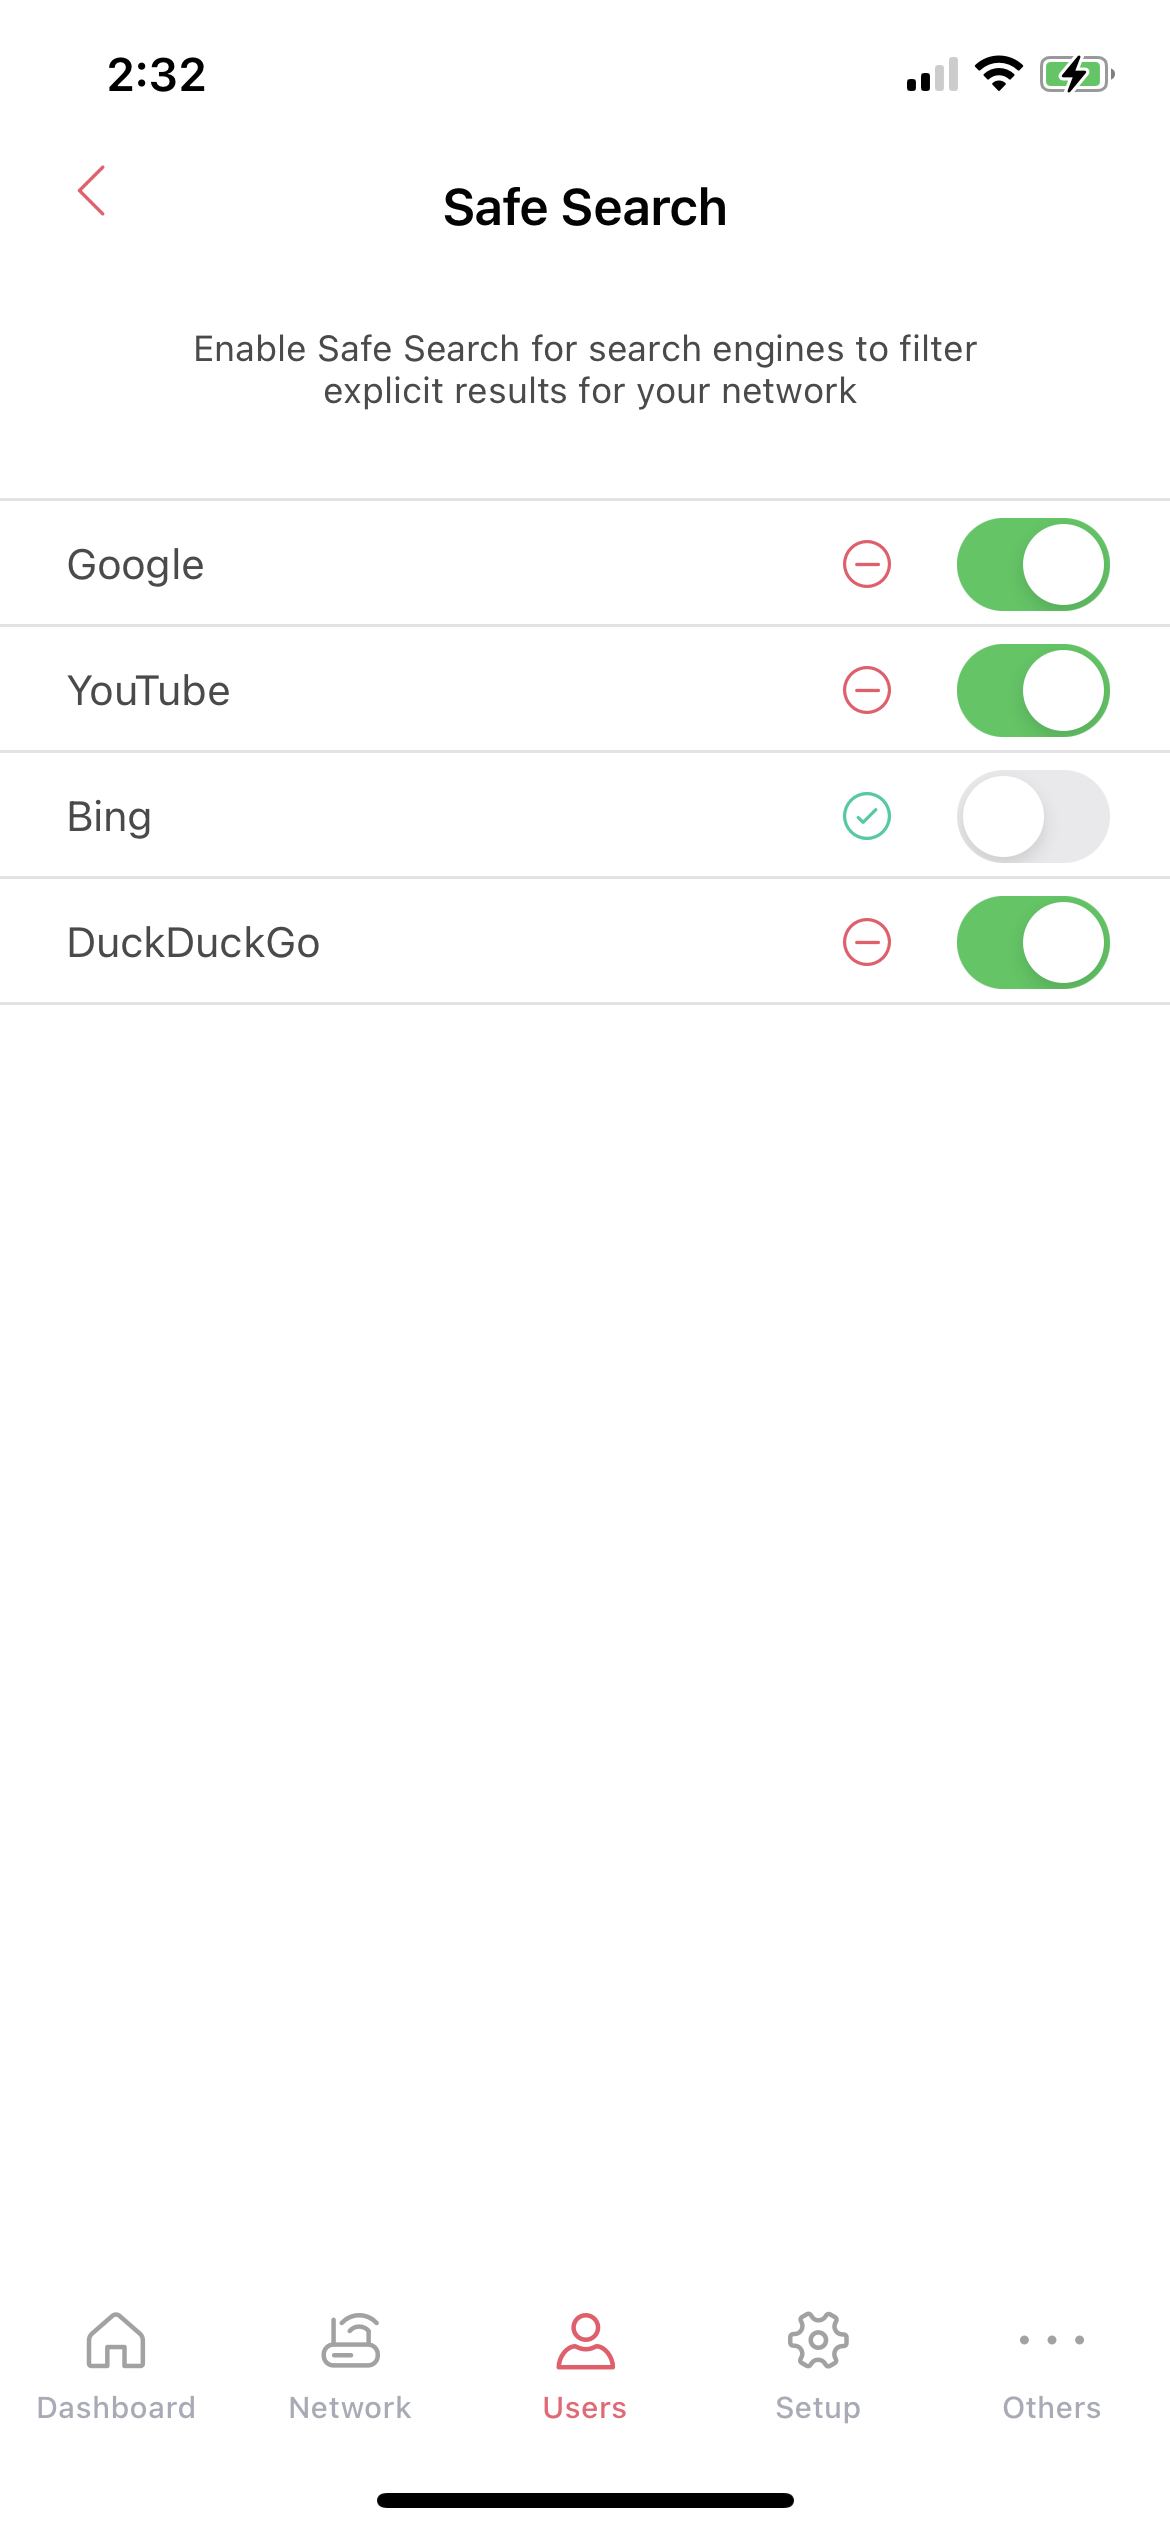 2:32
Safe Search
Enable Safe Search for search engines to filter
explicit results for your network
Google
YouTube
Bing
DuckDuckGo
Dashboard
Network
Users
Setup
Others